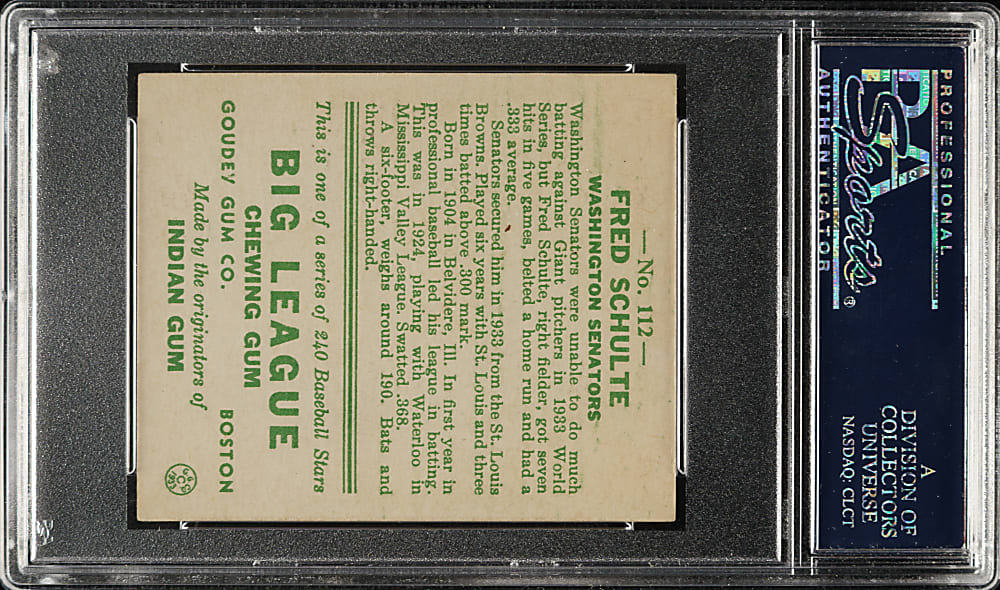 PROFESSIONAL
PSA
Sports
®
AUTHENTICATOR
A
DIVISION OF
COLLECTORS
UNIVERSE
NASDAQ: CLCT
—No. 112—
FRED SCHULTE
WASHINGTON SENATORS
Washington Senators were unable to do much
batting against Giant pitchers in 1933 World
Series, but Fred Schulte, right fielder, got seven
hits in five games, belted a home run and had a
.333 average.
Senators secured him in 1933 from the St. Louis
Browns. Played six years with St. Louis and three
times batted above .300 mark.
Born in 1904 in Belvidere, Ill. In first year in
professional baseball led his league in batting.
This was in 1924, playing with Waterloo in
Mississippi Valley League. Swatted .368.
A six-footer, weighs around 190. Bats and
throws right-handed.
This is one of a series of 240 Baseball Stars
BIG LEAGUE
CHEWING GUM
GOUDEY GUM CO. BOSTON
Made by the originators of
INDIAN GUM